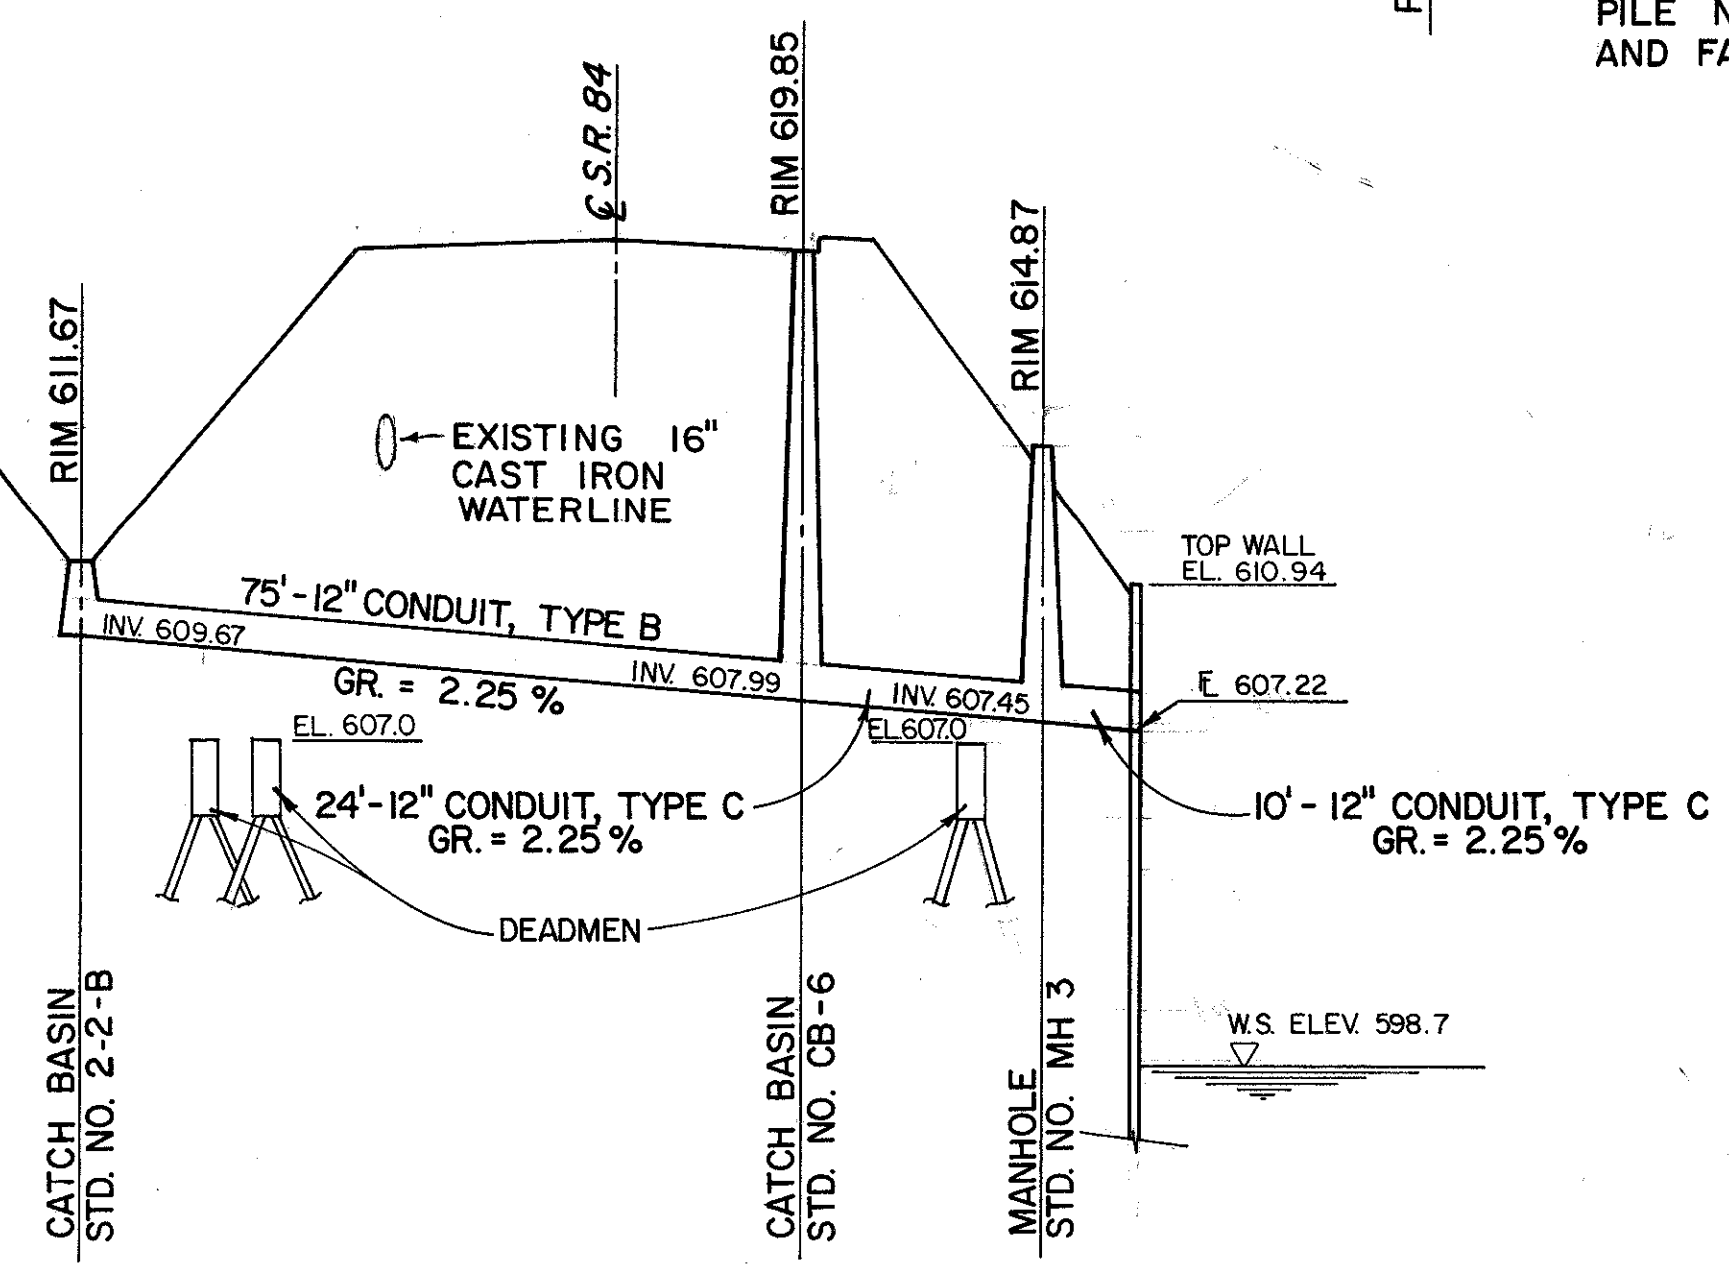 PILE N
AND FA
℄ S.R. 84
RIM 619.85
RIM 614.87
RIM 611.67
EXISTING 16"
CAST IRON
WATERLINE
TOP WALL
EL. 610.94
75'-12" CONDUIT, TYPE B
INV. 609.67
INV. 607.99
INV. 607.45
GR. = 2.25 %
℄ 607.22
EL. 607.0
EL. 607.0
24'-12" CONDUIT, TYPE C
GR. = 2.25 %
10'-12" CONDUIT, TYPE C
GR. = 2.25 %
DEADMEN
W.S. ELEV. 598.7
CATCH BASIN
STD. NO. 2-2-B
CATCH BASIN
STD. NO. CB-6
MANHOLE
STD. NO. MH 3